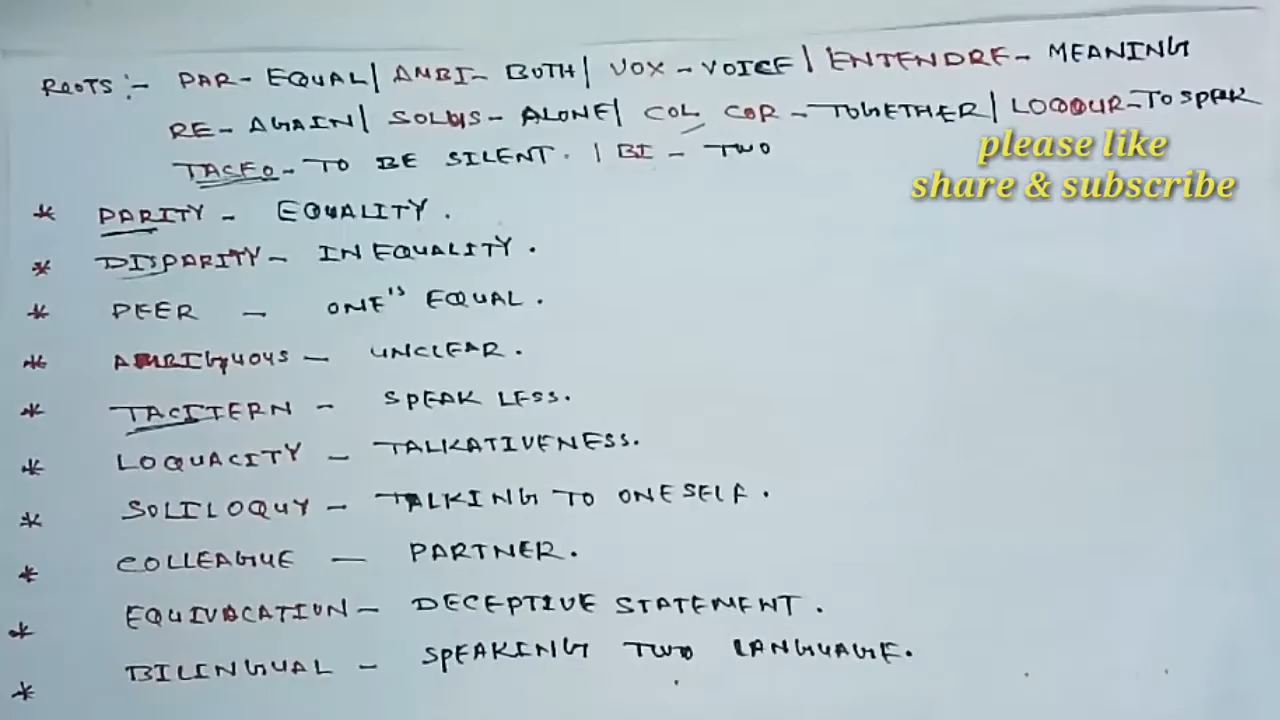 ROOTS :- PAR - EQUAL | AMBI - BOTH | VOX - VOICE | ENTENDRE - MEANING
RE - AGAIN | SOLUS - ALONE | COL COR - TOGETHER | LOQOUR - TO SPEAK
TACEO - TO BE SILENT. | BI - TWO
please like
share & subscribe
* PARITY - EQUALITY.
* DISPARITY - INEQUALITY.
* PEER - ONE'S EQUAL.
* AMBIGUOUS - UNCLEAR.
* TACITERN - SPEAK LESS.
* LOQUACITY - TALKATIVENESS.
* SOLILOQUY - TALKING TO ONESELF.
* COLLEAGUE - PARTNER.
* EQUIVOCATION - DECEPTIVE STATEMENT.
* BILINGUAL - SPEAKING TWO LANGUAGE.